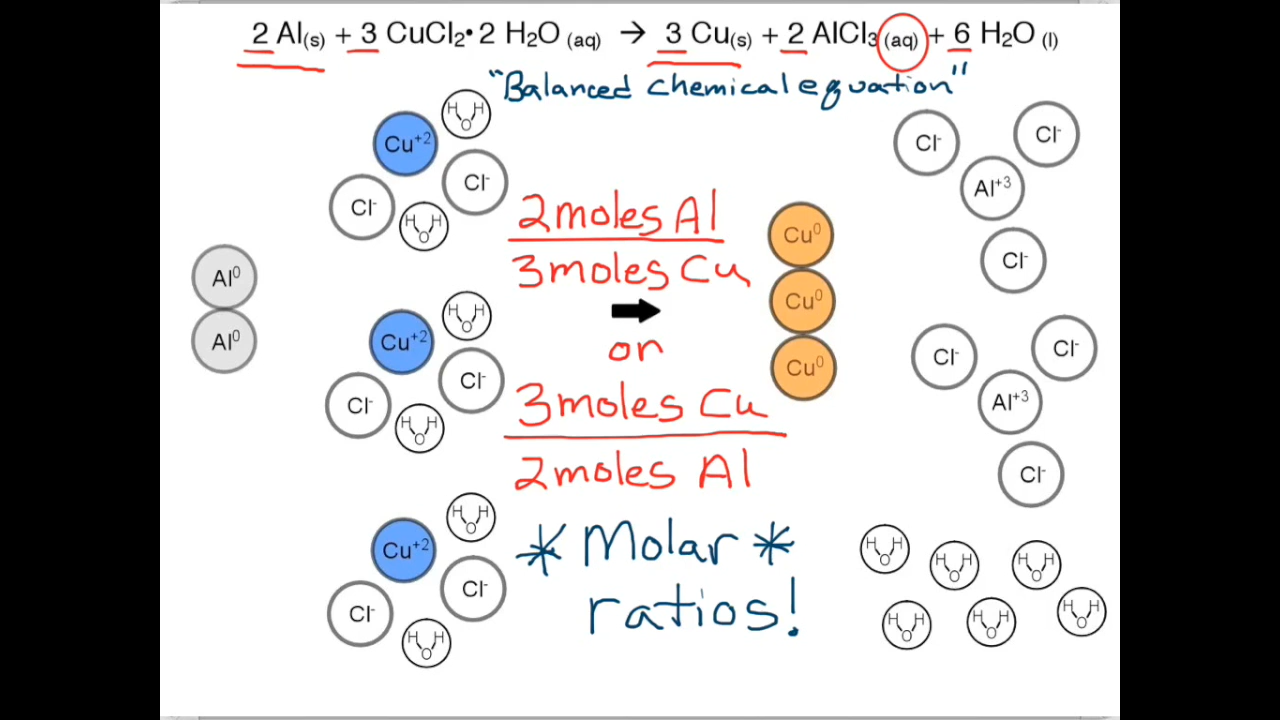 2 Al(s) + 3 CuCl₂•2 H₂O (aq) → 3 Cu(s) + 2 AlCl₃(aq) + 6 H₂O (l)
"Balanced chemical equation"
Cu⁺²
H H O
Cl⁻
Cl⁻
H H O
Al⁰
Al⁰
Cu⁺²
H H O
Cl⁻
Cl⁻
H H O
Cu⁺²
H H O
Cl⁻
Cl⁻
H H O
2 moles Al
3 moles Cu
or
3 moles Cu
2 moles Al
* Molar *
ratios!
Cu⁰
Cu⁰
Cu⁰
Cl⁻
Cl⁻
Al⁺³
Cl⁻
Cl⁻
Cl⁻
Al⁺³
Cl⁻
H H O
H H O
H H O
H H O
H H O
H H O